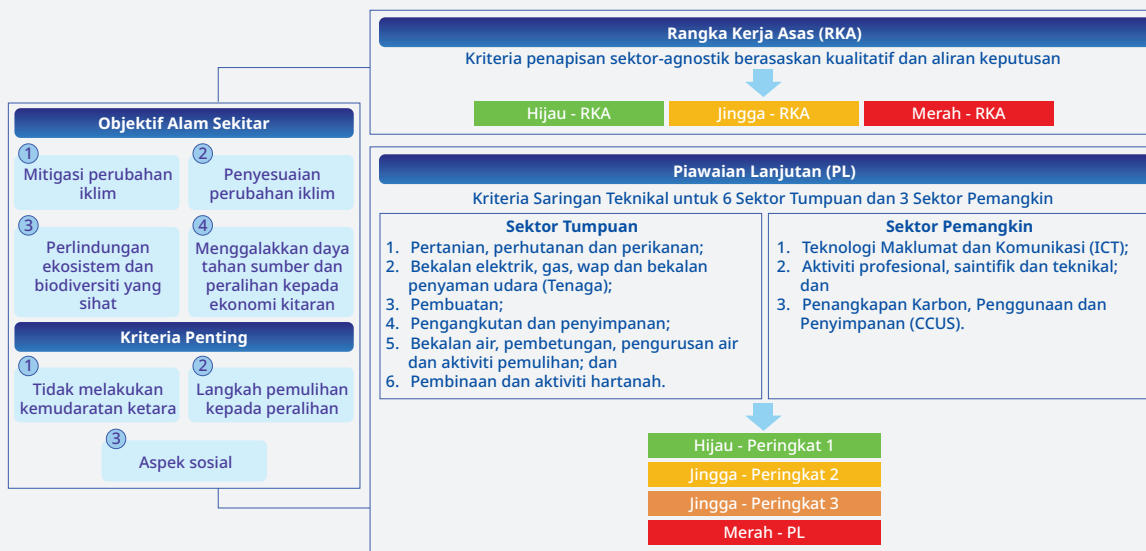 Rangka Kerja Asas (RKA)
Kriteria penapisan sektor-agnostik berasaskan kualitatif dan aliran keputusan
Hijau - RKA
Jingga - RKA
Merah - RKA
Objektif Alam Sekitar
1
Mitigasi perubahan
iklim
2
Penyesuaian
perubahan iklim
3
Perlindungan
ekosistem dan
biodiversiti yang
sihat
4
Menggalakkan daya
tahan sumber dan
peralihan kepada
ekonomi kitaran
Kriteria Penting
1
Tidak melakukan
kemudaratan ketara
2
Langkah pemulihan
kepada peralihan
3
Aspek sosial
Piawaian Lanjutan (PL)
Kriteria Saringan Teknikal untuk 6 Sektor Tumpuan dan 3 Sektor Pemangkin
Sektor Tumpuan
1. Pertanian, perhutanan dan perikanan;
2. Bekalan elektrik, gas, wap dan bekalan
penyaman udara (Tenaga);
3. Pembuatan;
4. Pengangkutan dan penyimpanan;
5. Bekalan air, pembetungan, pengurusan air
dan aktiviti pemulihan; dan
6. Pembinaan dan aktiviti hartanah.
Sektor Pemangkin
1. Teknologi Maklumat dan Komunikasi (ICT);
2. Aktiviti profesional, saintifik dan teknikal;
dan
3. Penangkapan Karbon, Penggunaan dan
Penyimpanan (CCUS).
Hijau - Peringkat 1
Jingga - Peringkat 2
Jingga - Peringkat 3
Merah - PL